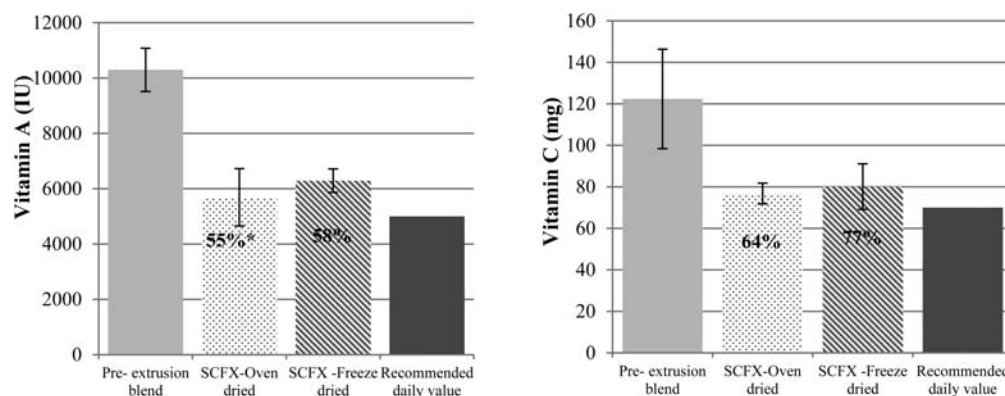 12000
10000
8000
6000
4000
2000
0
Vitamin A (IU)
55%*
58%
Pre- extrusion
blend
SCFX-Oven
dried
SCFX -Freeze
dried
Recommended
daily value
160
140
120
100
80
60
40
20
0
Vitamin C (mg)
64%
77%
Pre- extrusion
blend
SCFX-Oven
dried
SCFX -Freeze
dried
Recommended
daily value